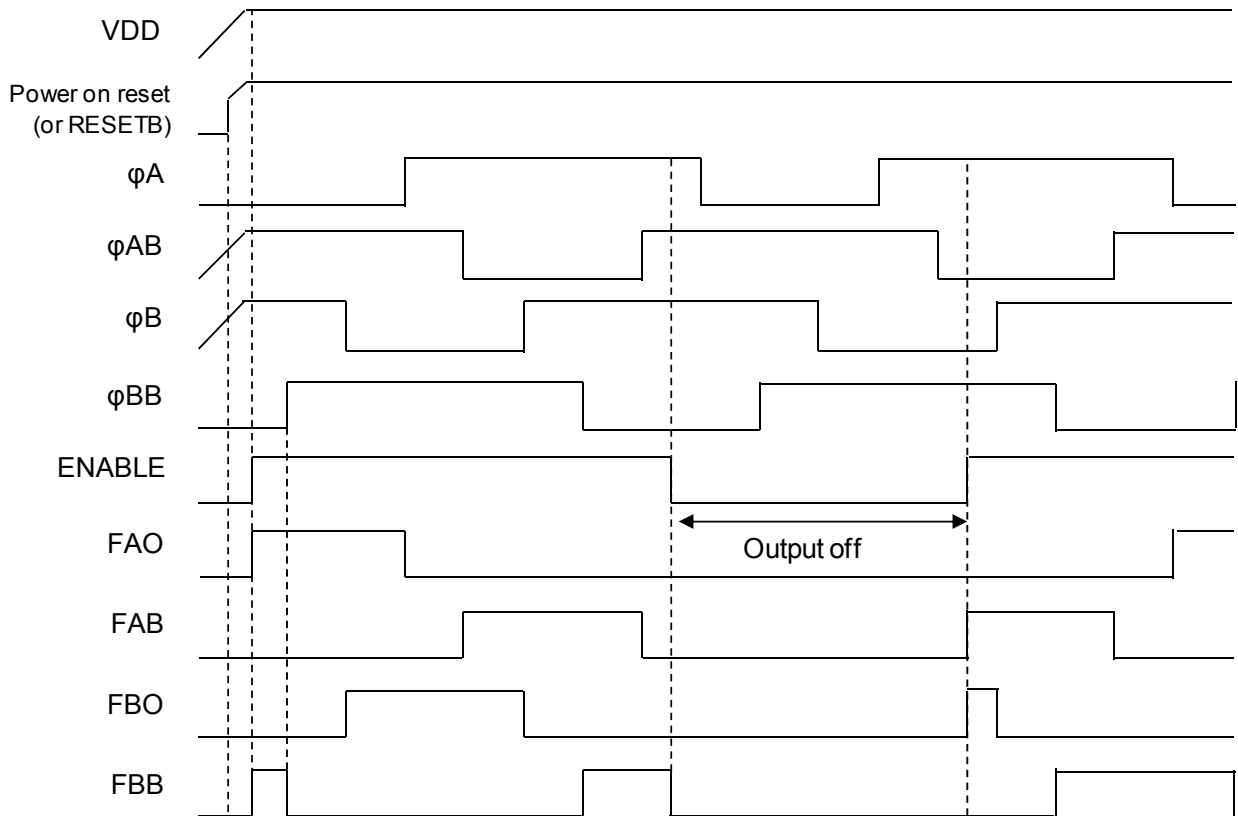 VDD
Power on reset
(or RESETB)
φA
φAB
φB
φBB
ENABLE
Output off
FAO
FAB
FBO
FBB